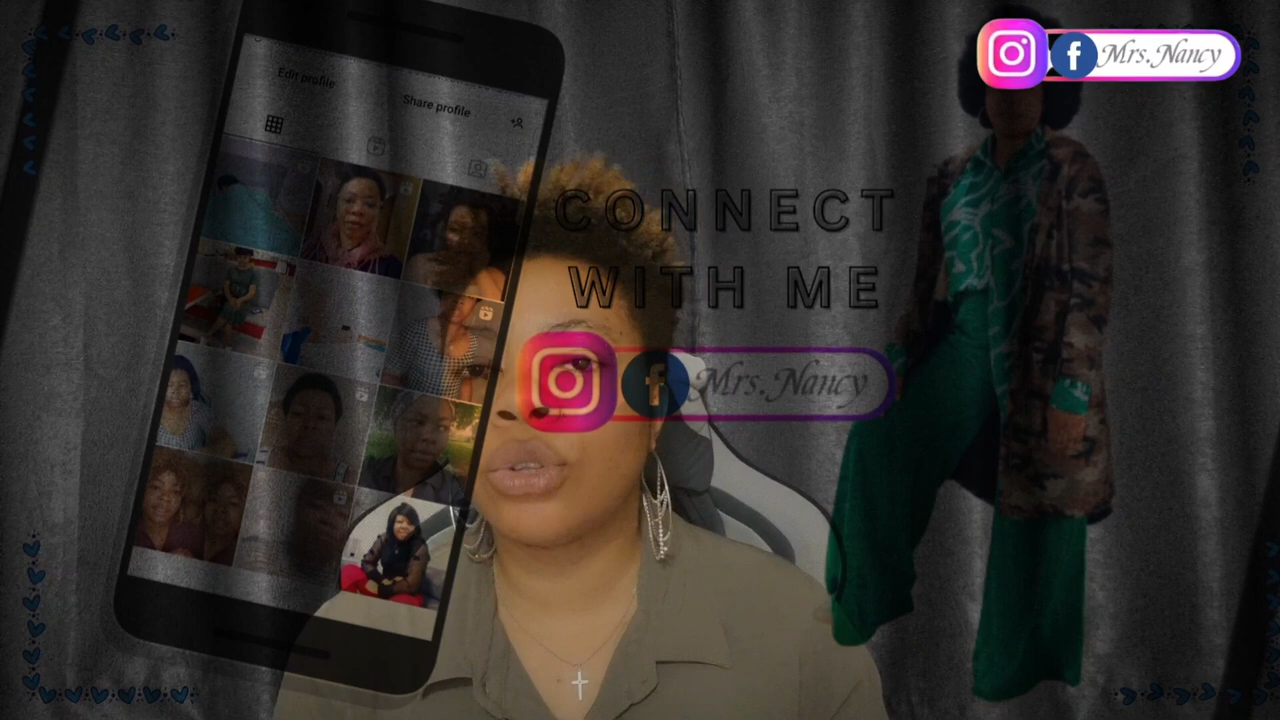 Mrs.Nancy
Edit profile
Share profile
CONNECT
WITH ME
Mrs.Nancy